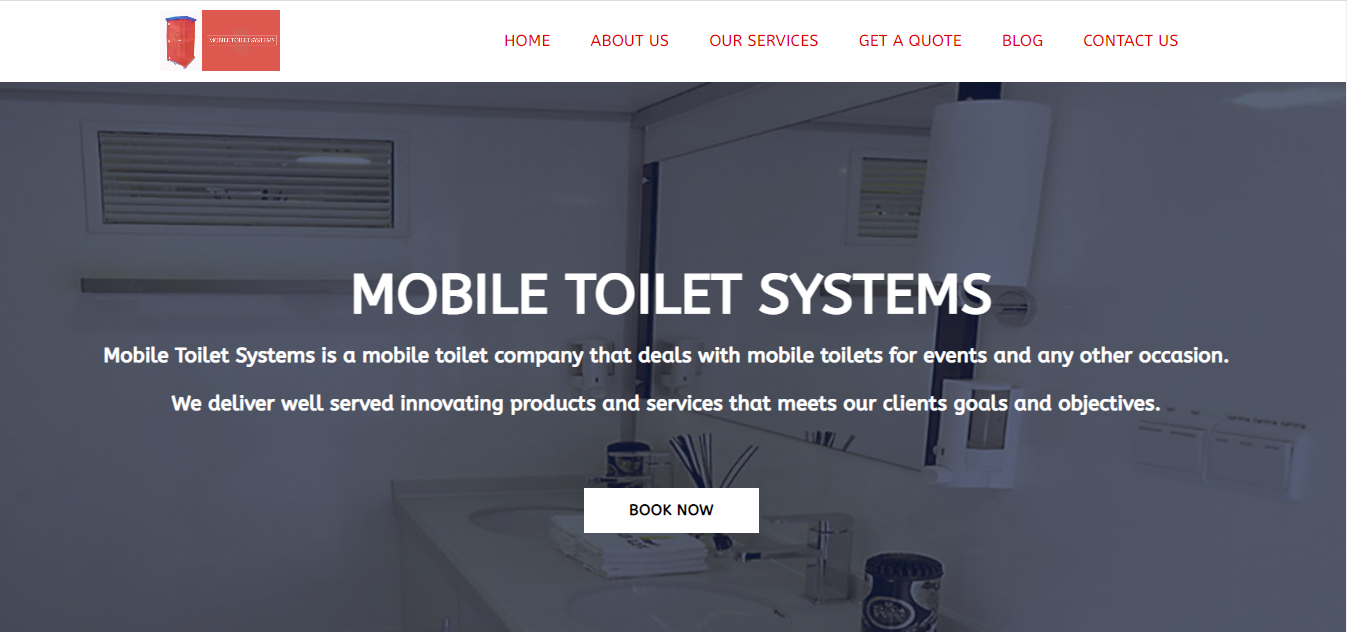 MOBILE TOILET SYSTEMS
HOME ABOUT US OUR SERVICES GET A QUOTE BLOG CONTACT US
MOBILE TOILET SYSTEMS
Mobile Toilet Systems is a mobile toilet company that deals with mobile toilets for events and any other occasion.
We deliver well served innovating products and services that meets our clients goals and objectives.
BOOK NOW